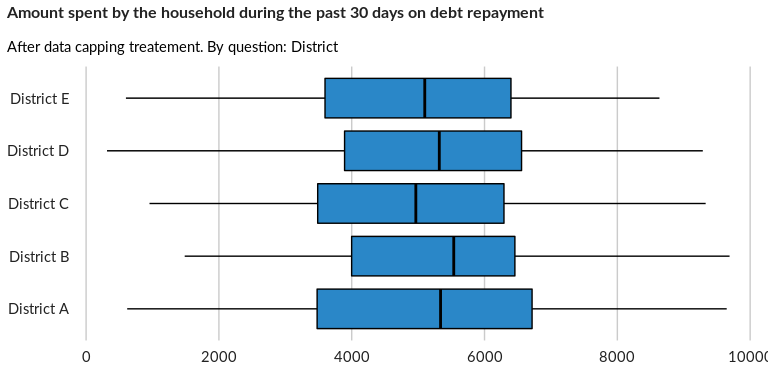 Amount spent by the household during the past 30 days on debt repayment
After data capping treatement. By question: District
District E
District D
District C
District B
District A
0 2000 4000 6000 8000 10000